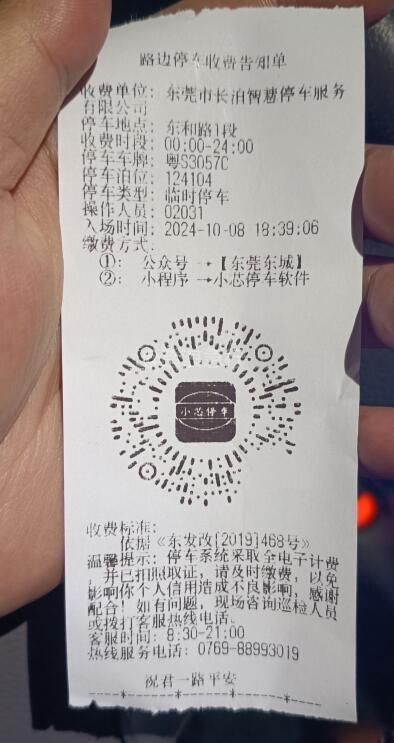 路边停车收费告知单
收费单位：东莞市长泊智慧停车服务
有限公司
停车地点：东和路1段
收费时段：00:00-24:00
停车车牌：粤S3057C
停车泊位：124104
停车类型：临时停车
操作人员：02031
入场时间：2024-10-08 18:39:06
缴费方式：
①：公众号→【东莞东城】
②：小程序→小芯停车软件
小芯停车
收费标准：
依据《东发改[2019]468号》
温馨提示：停车系统采取全电子计费
，并已扣照取证，请及时缴费，以免
影响你个人信用造成不良影响，感谢
配合！如有问题，现场咨询巡检人员
或拨打客服热线电话。
客服时间：8:30-21:00
热线服务电话：0769-88993019
祝君一路平安
-----*------*------*------*------